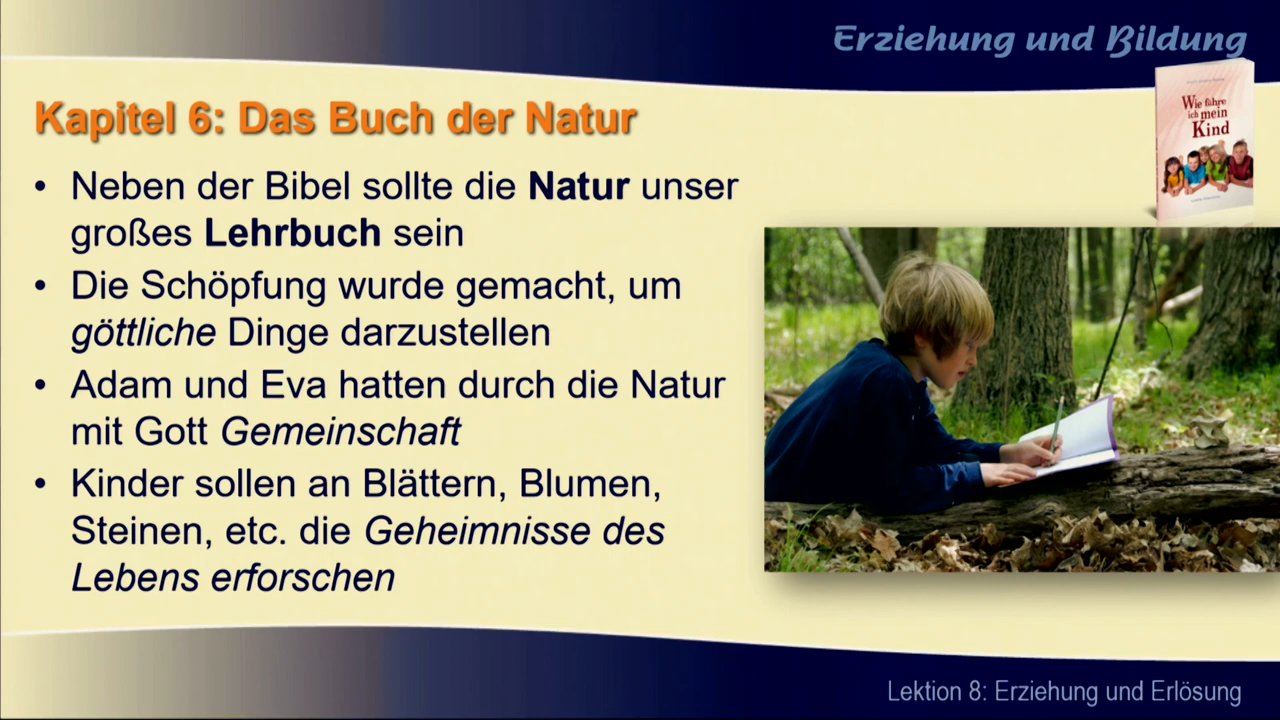 Erziehung und Bildung
Kapitel 6: Das Buch der Natur
• Neben der Bibel sollte die Natur unser
großes Lehrbuch sein
• Die Schöpfung wurde gemacht, um
göttliche Dinge darzustellen
• Adam und Eva hatten durch die Natur
mit Gott Gemeinschaft
• Kinder sollen an Blättern, Blumen,
Steinen, etc. die Geheimnisse des
Lebens erforschen
Wie führe
ich mein
Kind
Lektion 8: Erziehung und Erlösung